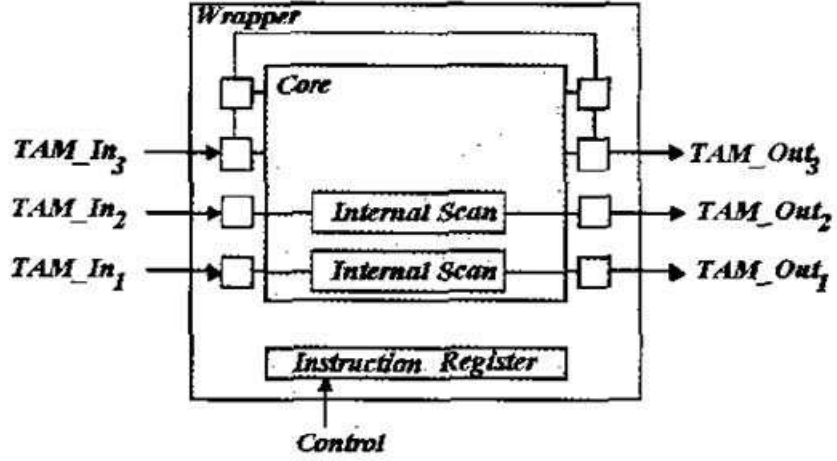 Wrapper
Core
TAM_In3 TAM_Out3
TAM_In2 Internal Scan TAM_Out2
TAM_In1 Internal Scan TAM_Out1
Instruction Register
Control